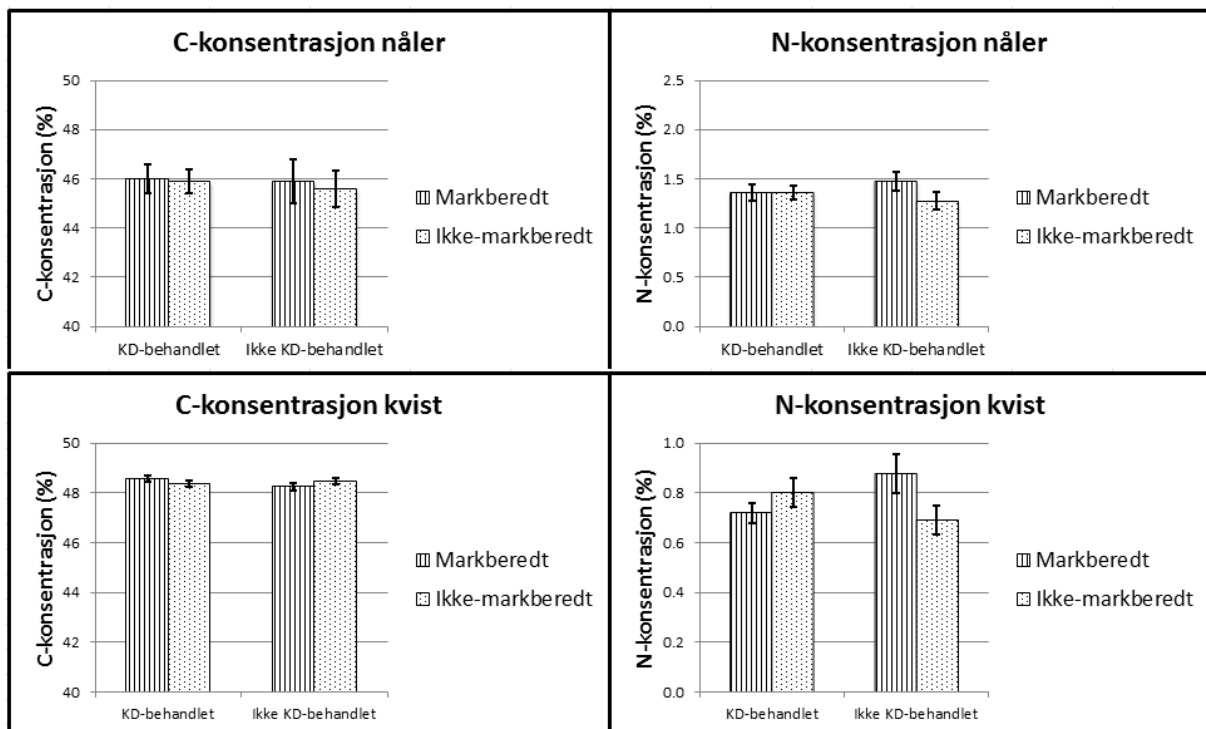 C-konsentrasjon nåler
C-konsentrasjon (%)
50
48
46
44
42
40
KD-behandlet
Ikke KD-behandlet
Markberedt
Ikke-markberedt
N-konsentrasjon nåler
N-konsentrasjon (%)
2.5
2.0
1.5
1.0
0.5
0.0
KD-behandlet
Ikke KD-behandlet
Markberedt
Ikke-markberedt
C-konsentrasjon kvist
C-konsentrasjon (%)
50
48
46
44
42
40
KD-behandlet
Ikke KD-behandlet
Markberedt
Ikke-markberedt
N-konsentrasjon kvist
N-konsentrasjon (%)
1.0
0.8
0.6
0.4
0.2
0.0
KD-behandlet
Ikke KD-behandlet
Markberedt
Ikke-markberedt